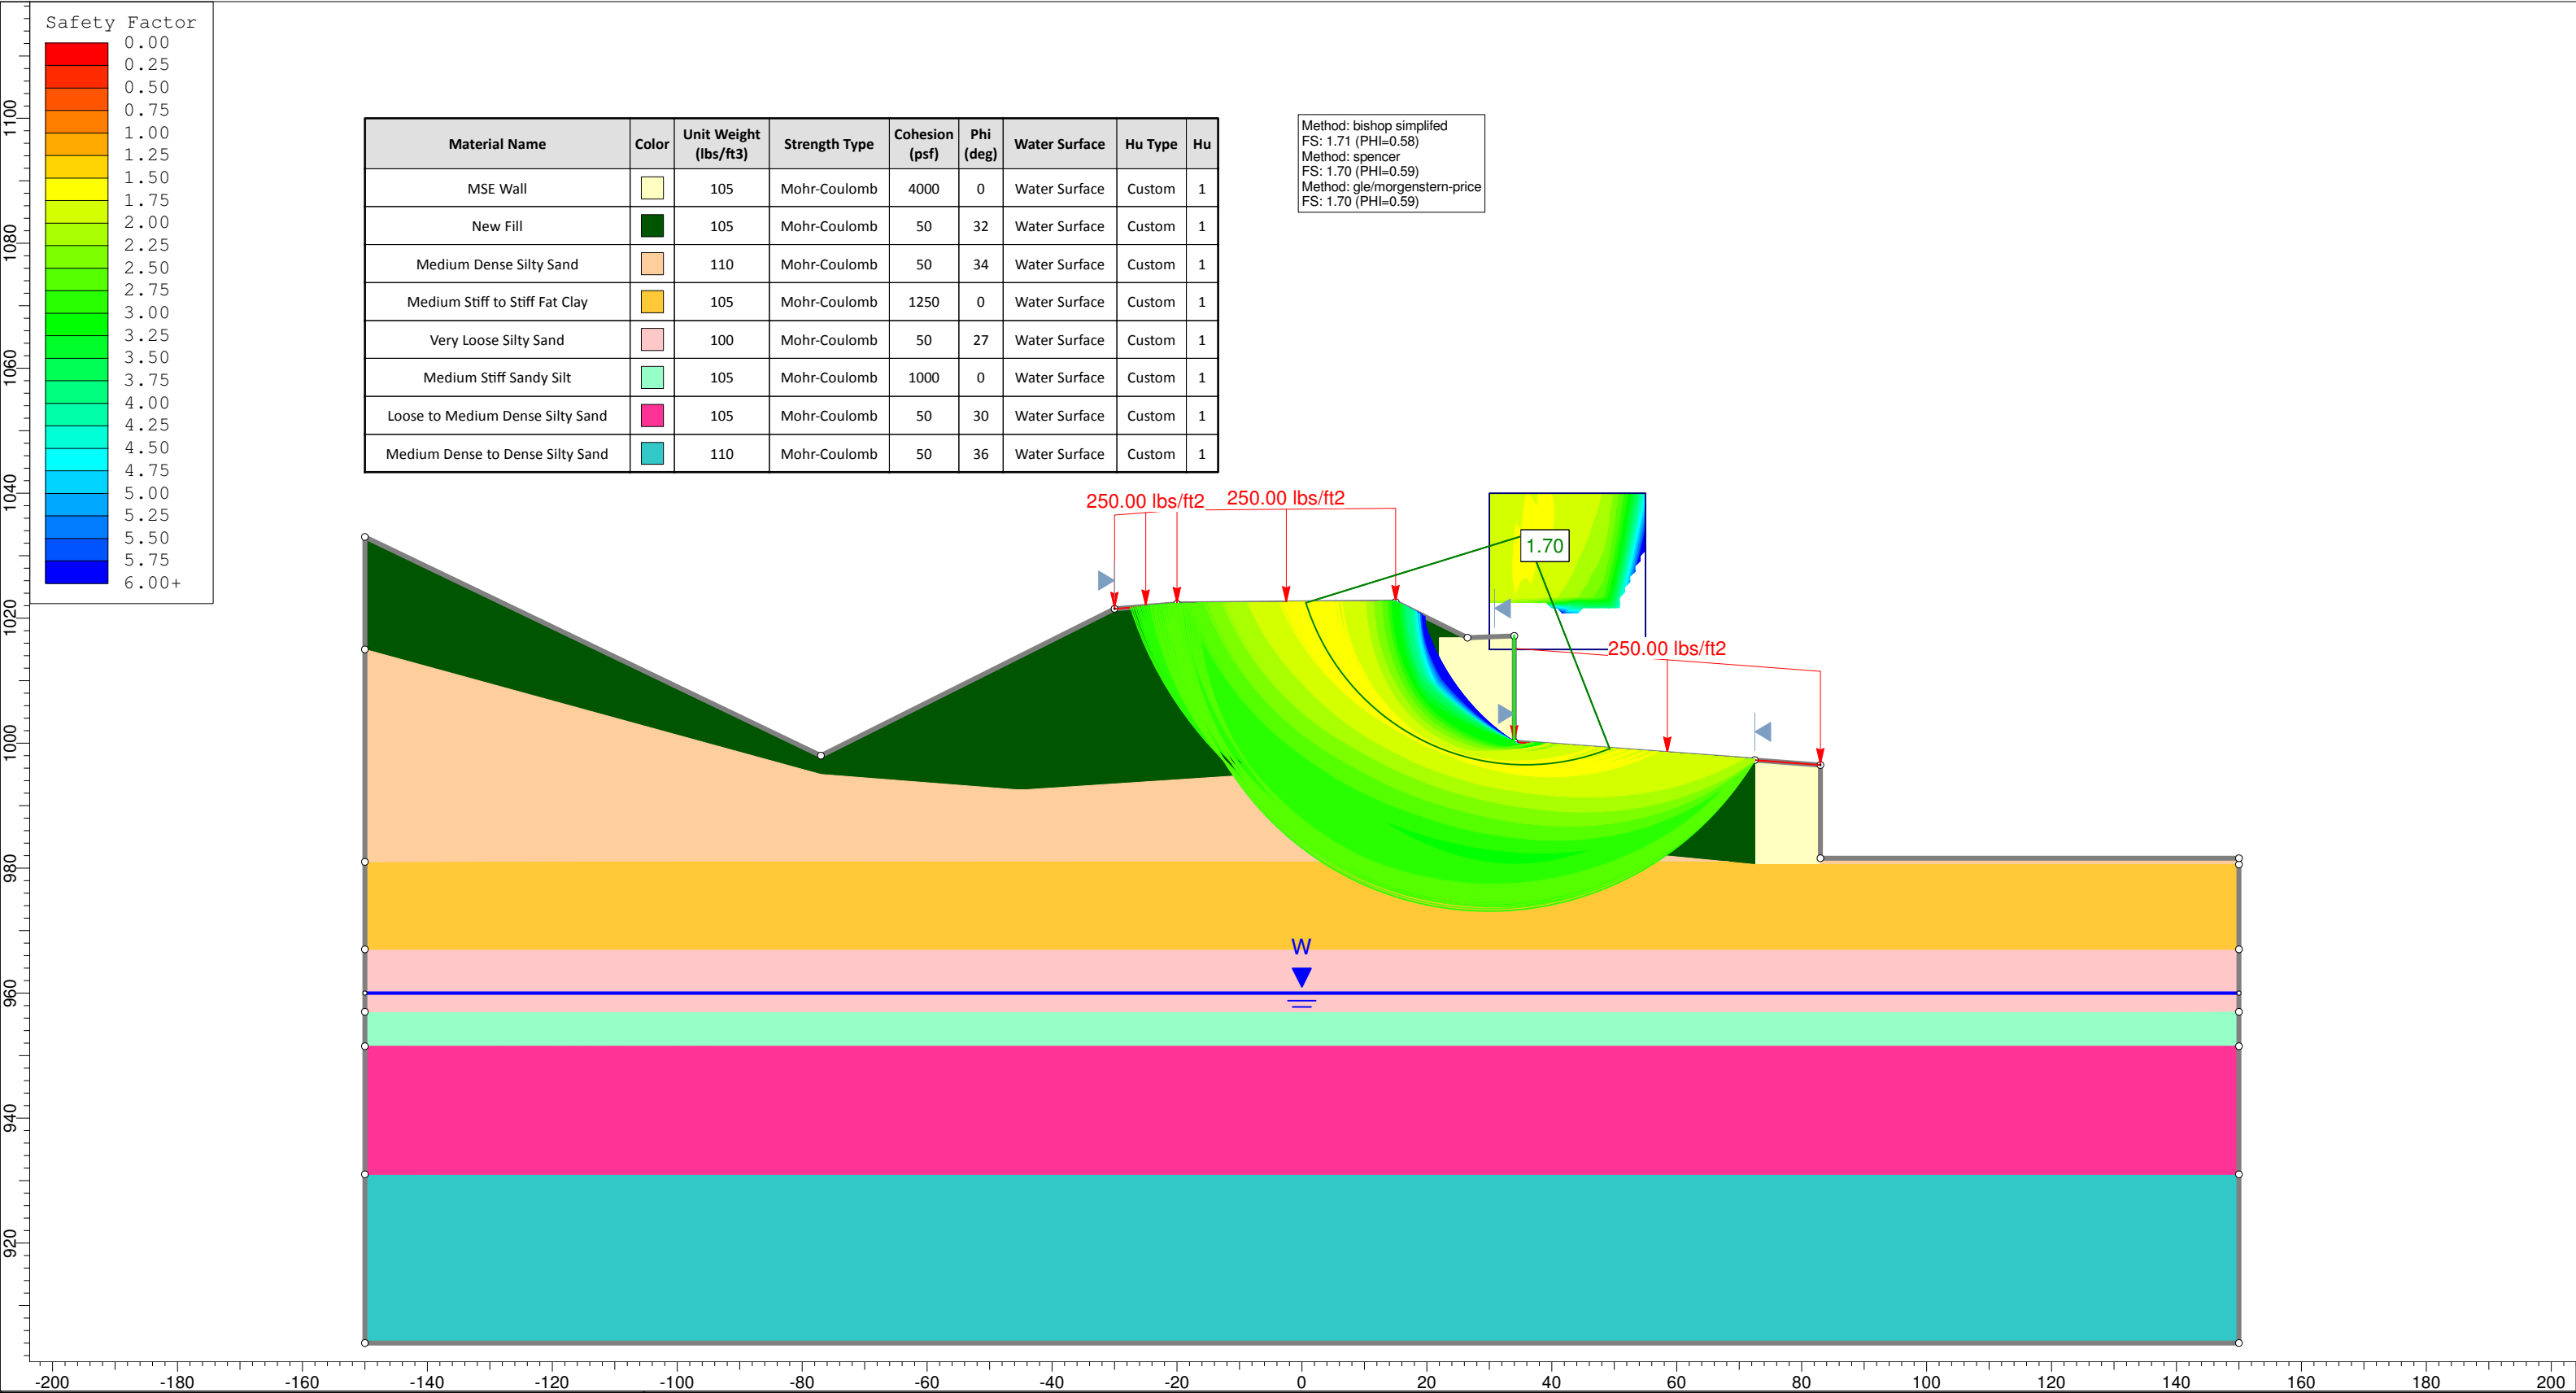 Safety Factor
0.00
0.25
0.50
0.75
1.00
1.25
1.50
1.75
2.00
2.25
2.50
2.75
3.00
3.25
3.50
3.75
4.00
4.25
4.50
4.75
5.00
5.25
5.50
5.75
6.00+
Material Name Color Unit Weight (lbs/ft3) Strength Type Cohesion (psf) Phi (deg) Water Surface Hu Type Hu
MSE Wall 105 Mohr-Coulomb 4000 0 Water Surface Custom 1
New Fill 105 Mohr-Coulomb 50 32 Water Surface Custom 1
Medium Dense Silty Sand 110 Mohr-Coulomb 50 34 Water Surface Custom 1
Medium Stiff to Stiff Fat Clay 105 Mohr-Coulomb 1250 0 Water Surface Custom 1
Very Loose Silty Sand 100 Mohr-Coulomb 50 27 Water Surface Custom 1
Medium Stiff Sandy Silt 105 Mohr-Coulomb 1000 0 Water Surface Custom 1
Loose to Medium Dense Silty Sand 105 Mohr-Coulomb 50 30 Water Surface Custom 1
Medium Dense to Dense Silty Sand 110 Mohr-Coulomb 50 36 Water Surface Custom 1
Method: bishop simplifed
FS: 1.71 (PHI=0.58)
Method: spencer
FS: 1.70 (PHI=0.59)
Method: gle/morgenstern-price
FS: 1.70 (PHI=0.59)
250.00 lbs/ft2 250.00 lbs/ft2
1.70
250.00 lbs/ft2
W
1100
1080
1060
1040
1020
1000
980
960
940
920
-200 -180 -160 -140 -120 -100 -80 -60 -40 -20 0 20 40 60 80 100 120 140 160 180 200